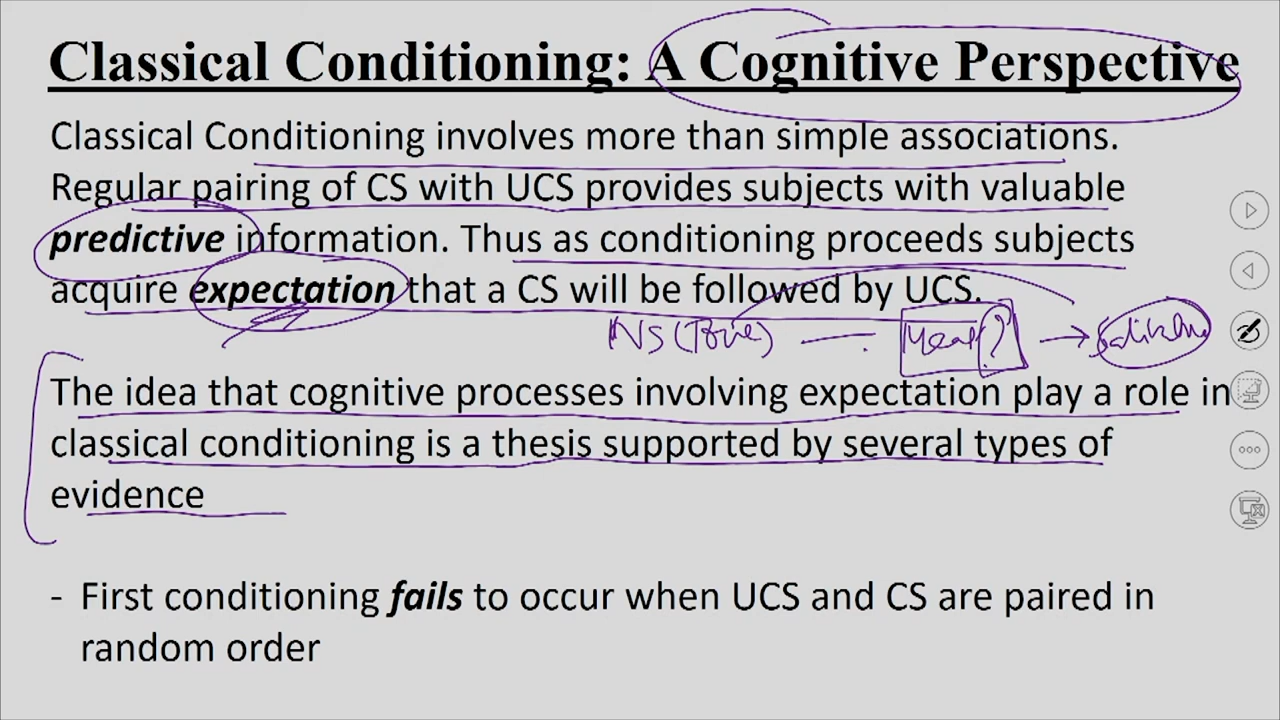 Classical Conditioning: A Cognitive Perspective
Classical Conditioning involves more than simple associations.
Regular pairing of CS with UCS provides subjects with valuable
predictive information. Thus as conditioning proceeds subjects
acquire expectation that a CS will be followed by UCS.
NS (Tone) — Meat ? →
The idea that cognitive processes involving expectation play a role in
classical conditioning is a thesis supported by several types of
evidence
- First conditioning fails to occur when UCS and CS are paired in
random order